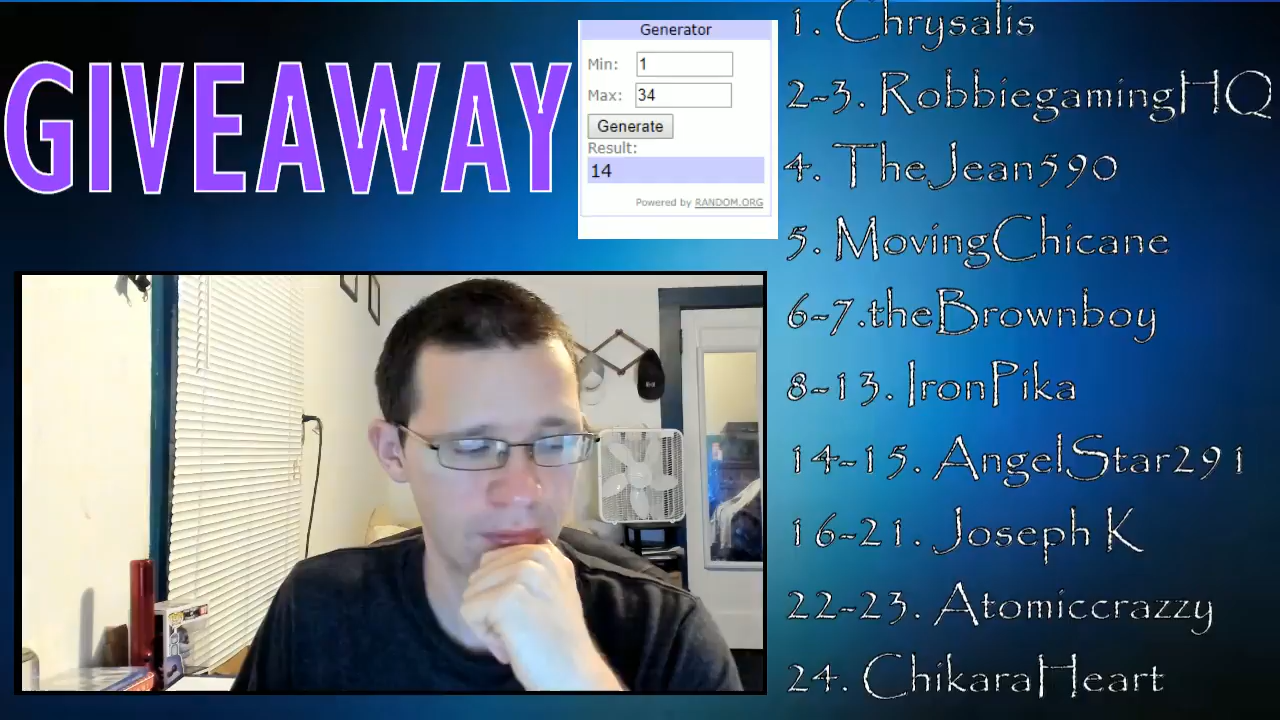 GIVEAWAY
Generator
Min: 1
Max: 34
Generate
Result:
14
Powered by RANDOM.ORG
1. Chrysalis
2-3. RobbiegamingHQ
4. TheJean590
5. MovingChicane
6-7.theBrownboy
8-13. IronPika
14-15. AngelStar291
16-21. Joseph K
22-23. Atomiccrazzy
24. ChikaraHeart